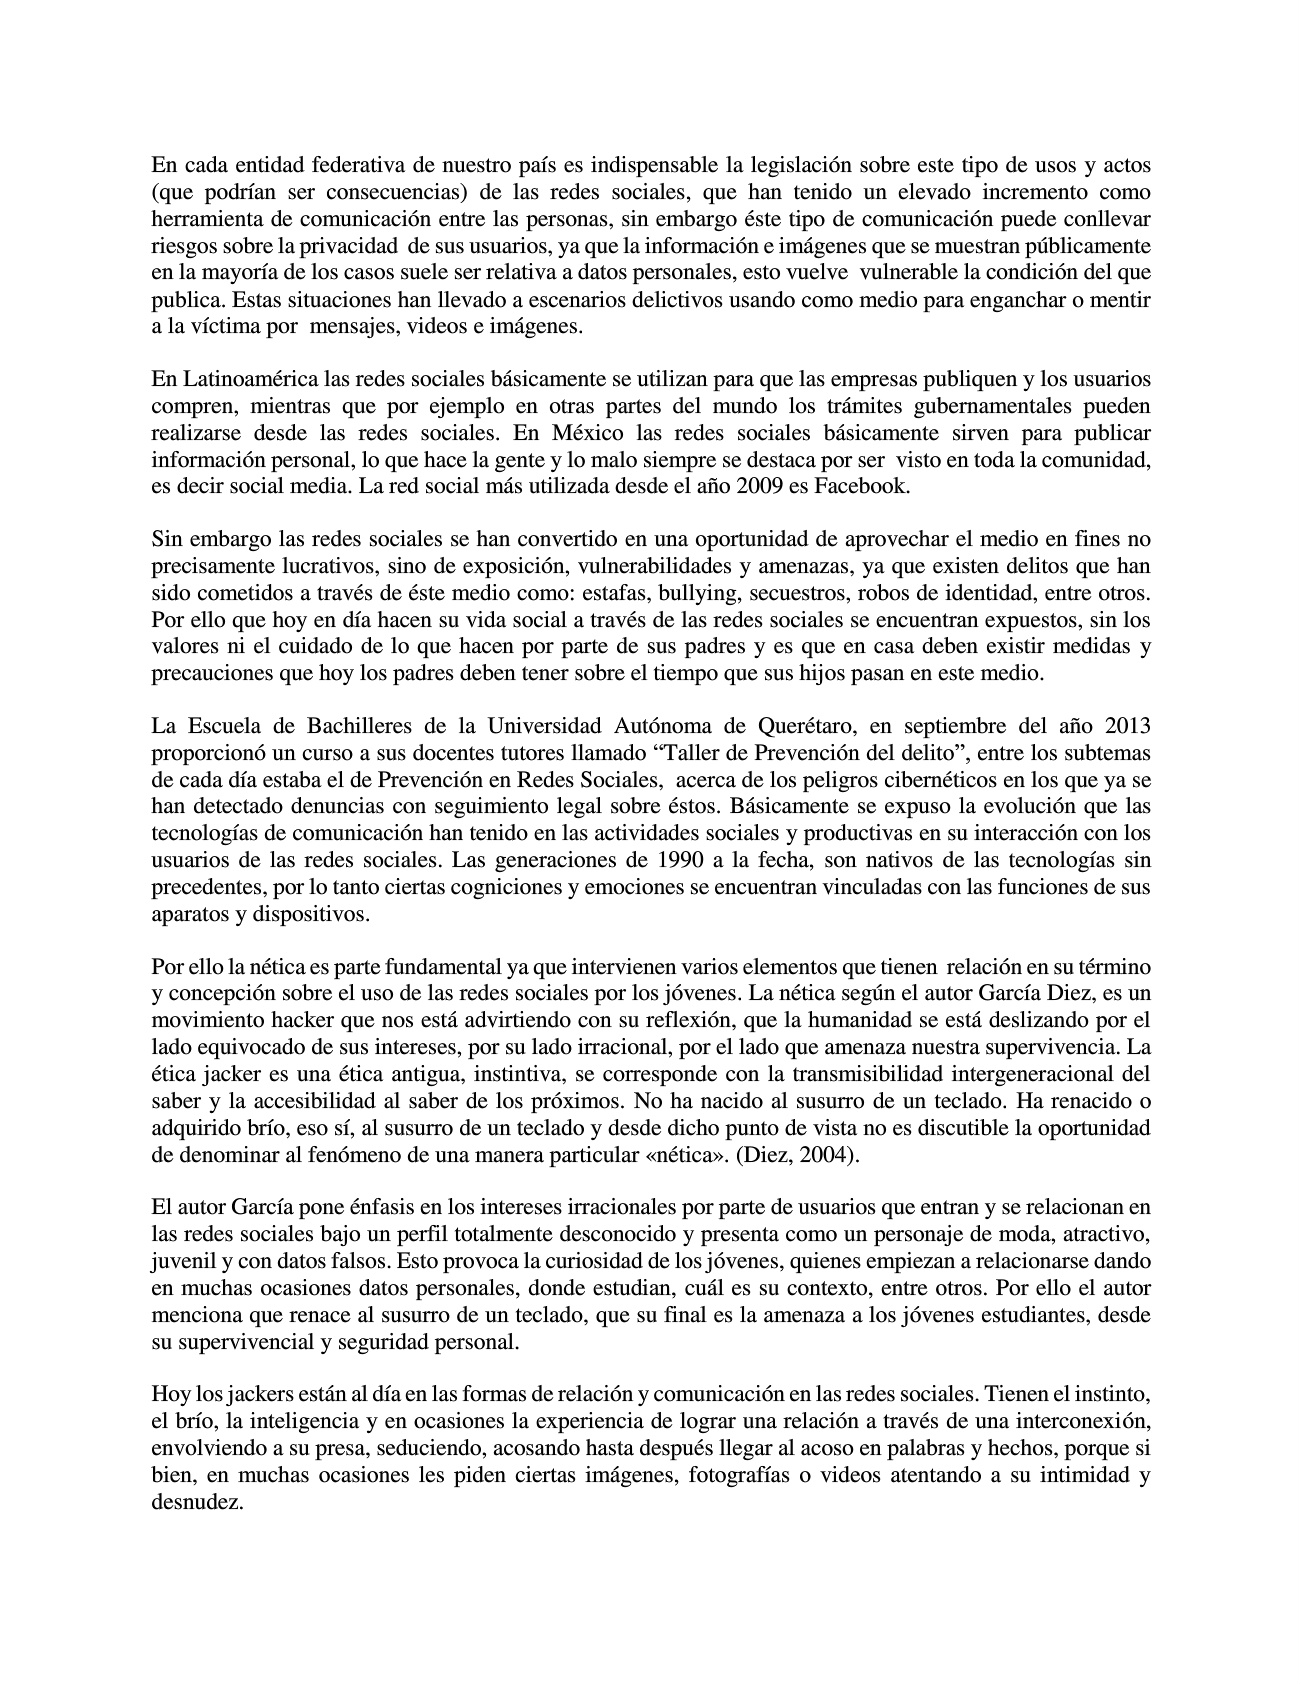 En cada entidad federativa de nuestro país es indispensable la legislación sobre este tipo de usos y actos
(que podrían ser consecuencias) de las redes sociales, que han tenido un elevado incremento como
herramienta de comunicación entre las personas, sin embargo éste tipo de comunicación puede conllevar
riesgos sobre la privacidad  de sus usuarios, ya que la información e imágenes que se muestran públicamente
en la mayoría de los casos suele ser relativa a datos personales, esto vuelve  vulnerable la condición del que
publica. Estas situaciones han llevado a escenarios delictivos usando como medio para enganchar o mentir
a la víctima por  mensajes, videos e imágenes.

En Latinoamérica las redes sociales básicamente se utilizan para que las empresas publiquen y los usuarios
compren, mientras que por ejemplo en otras partes del mundo los trámites gubernamentales pueden
realizarse desde las redes sociales. En México las redes sociales básicamente sirven para publicar
información personal, lo que hace la gente y lo malo siempre se destaca por ser  visto en toda la comunidad,
es decir social media. La red social más utilizada desde el año 2009 es Facebook.

Sin embargo las redes sociales se han convertido en una oportunidad de aprovechar el medio en fines no
precisamente lucrativos, sino de exposición, vulnerabilidades y amenazas, ya que existen delitos que han
sido cometidos a través de éste medio como: estafas, bullying, secuestros, robos de identidad, entre otros.
Por ello que hoy en día hacen su vida social a través de las redes sociales se encuentran expuestos, sin los
valores ni el cuidado de lo que hacen por parte de sus padres y es que en casa deben existir medidas y
precauciones que hoy los padres deben tener sobre el tiempo que sus hijos pasan en este medio.

La Escuela de Bachilleres de la Universidad Autónoma de Querétaro, en septiembre del año 2013
proporcionó un curso a sus docentes tutores llamado “Taller de Prevención del delito”, entre los subtemas
de cada día estaba el de Prevención en Redes Sociales,  acerca de los peligros cibernéticos en los que ya se
han detectado denuncias con seguimiento legal sobre éstos. Básicamente se expuso la evolución que las
tecnologías de comunicación han tenido en las actividades sociales y productivas en su interacción con los
usuarios de las redes sociales. Las generaciones de 1990 a la fecha, son nativos de las tecnologías sin
precedentes, por lo tanto ciertas cogniciones y emociones se encuentran vinculadas con las funciones de sus
aparatos y dispositivos.

Por ello la nética es parte fundamental ya que intervienen varios elementos que tienen  relación en su término
y concepción sobre el uso de las redes sociales por los jóvenes. La nética según el autor García Diez, es un
movimiento hacker que nos está advirtiendo con su reflexión, que la humanidad se está deslizando por el
lado equivocado de sus intereses, por su lado irracional, por el lado que amenaza nuestra supervivencia. La
ética jacker es una ética antigua, instintiva, se corresponde con la transmisibilidad intergeneracional del
saber y la accesibilidad al saber de los próximos. No ha nacido al susurro de un teclado. Ha renacido o
adquirido brío, eso sí, al susurro de un teclado y desde dicho punto de vista no es discutible la oportunidad
de denominar al fenómeno de una manera particular «nética». (Diez, 2004).

El autor García pone énfasis en los intereses irracionales por parte de usuarios que entran y se relacionan en
las redes sociales bajo un perfil totalmente desconocido y presenta como un personaje de moda, atractivo,
juvenil y con datos falsos. Esto provoca la curiosidad de los jóvenes, quienes empiezan a relacionarse dando
en muchas ocasiones datos personales, donde estudian, cuál es su contexto, entre otros. Por ello el autor
menciona que renace al susurro de un teclado, que su final es la amenaza a los jóvenes estudiantes, desde
su supervivencial y seguridad personal.

Hoy los jackers están al día en las formas de relación y comunicación en las redes sociales. Tienen el instinto,
el brío, la inteligencia y en ocasiones la experiencia de lograr una relación a través de una interconexión,
envolviendo a su presa, seduciendo, acosando hasta después llegar al acoso en palabras y hechos, porque si
bien, en muchas ocasiones les piden ciertas imágenes, fotografías o videos atentando a su intimidad y
desnudez.